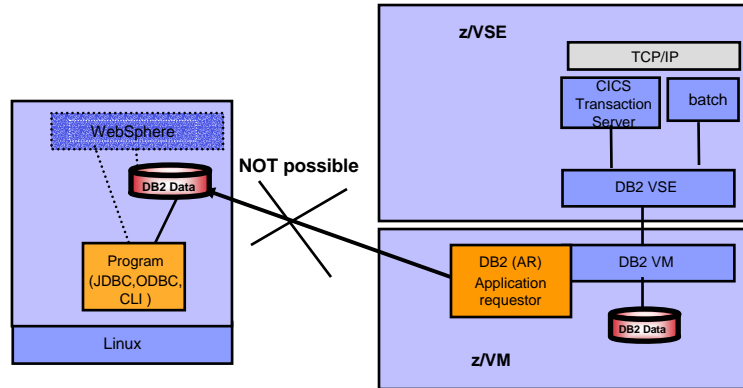 WebSphere
DB2 Data
Program
(JDBC,ODBC,
CLI )
Linux
NOT possible
z/VSE
TCP/IP
CICS
Transaction
Server
batch
DB2 VSE
DB2 (AR)
Application
requestor
DB2 VM
DB2 Data
z/VM